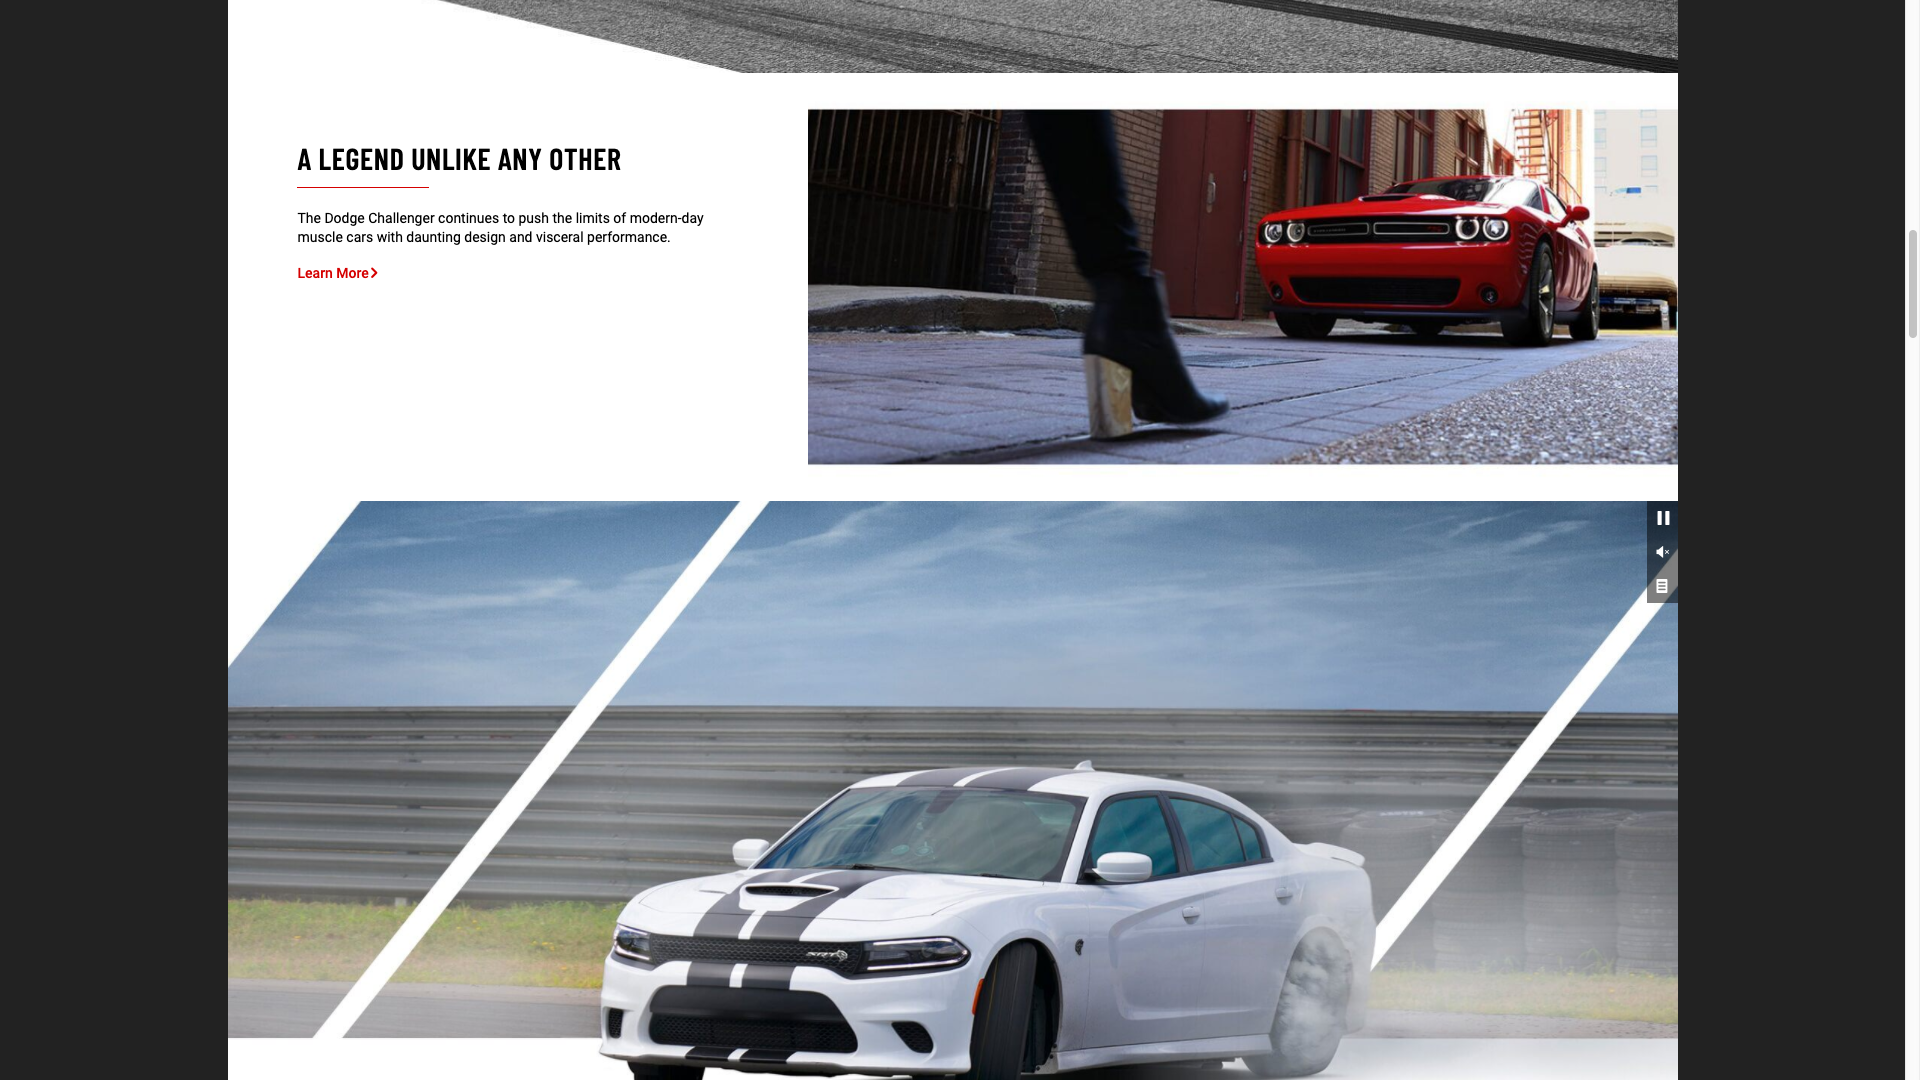 A LEGEND UNLIKE ANY OTHER
The Dodge Challenger continues to push the limits of modern-day
muscle cars with daunting design and visceral performance.
Learn More
SRT